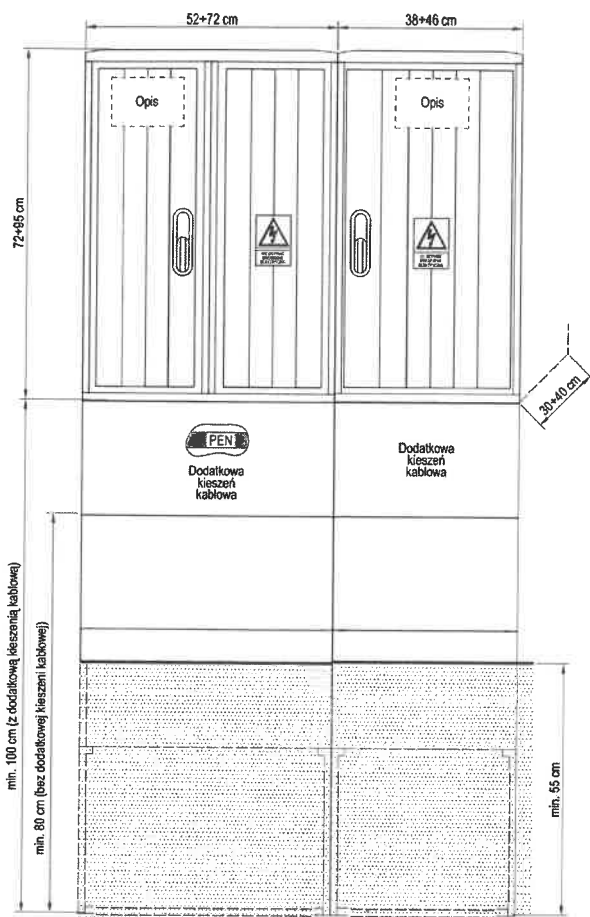 52÷72 cm
38÷46 cm
Opis
Opis
72÷95 cm
30÷40 cm
PEN
Dodatkowa
kieszeń
kablowa
Dodatkowa
kieszeń
kablowa
min. 100 cm (z dodatkową kieszenią kablową)
min. 80 cm (bez dodatkowej kieszeni kablowej)
min. 55 cm